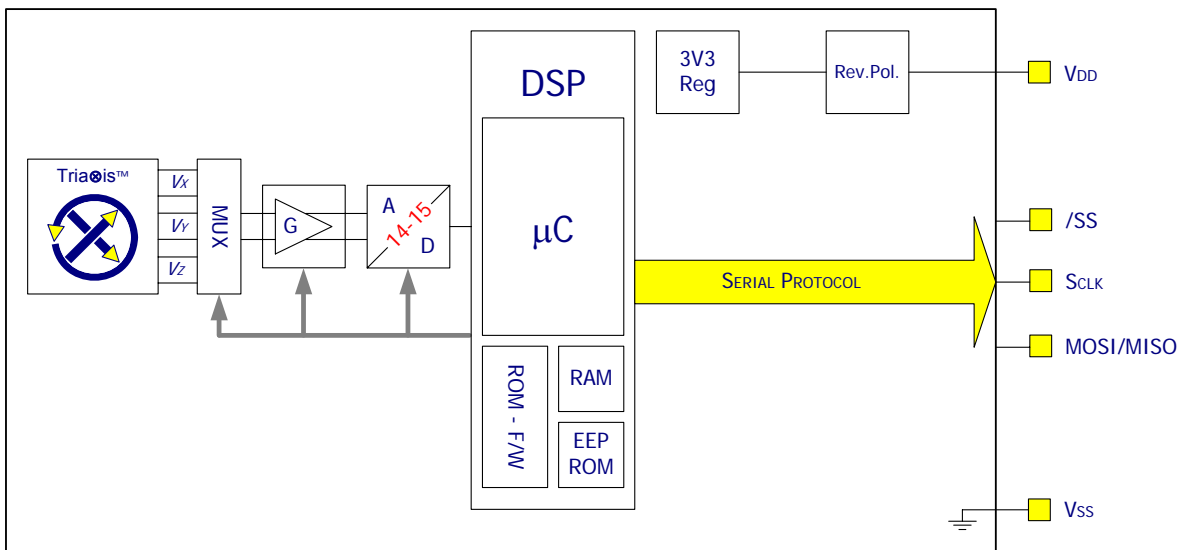 Tria⊗is™
VX
VY
VZ
MUX
G
A
14-15
D
DSP
µC
ROM - F/W
RAM
EEP
ROM
3V3
Reg
Rev.Pol.
SERIAL PROTOCOL
VDD
/SS
SCLK
MOSI/MISO
VSS